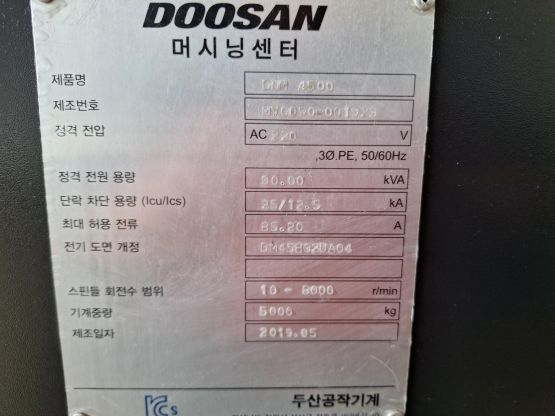 DOOSAN
머시닝센터
제품명 DNM 4500
제조번호
정격 전압 AC 220 V
,3Ø.PE, 50/60Hz
정격 전원 용량 30.00 kVA
단락 차단 용량 (Icu/Ics) 25/12.5 kA
최대 허용 전류 85.20 A
전기 도면 개정
스핀들 회전수 범위 10 - 8000 r/min
기계중량 5000 kg
제조일자 2019.05
KCs 두산공작기계